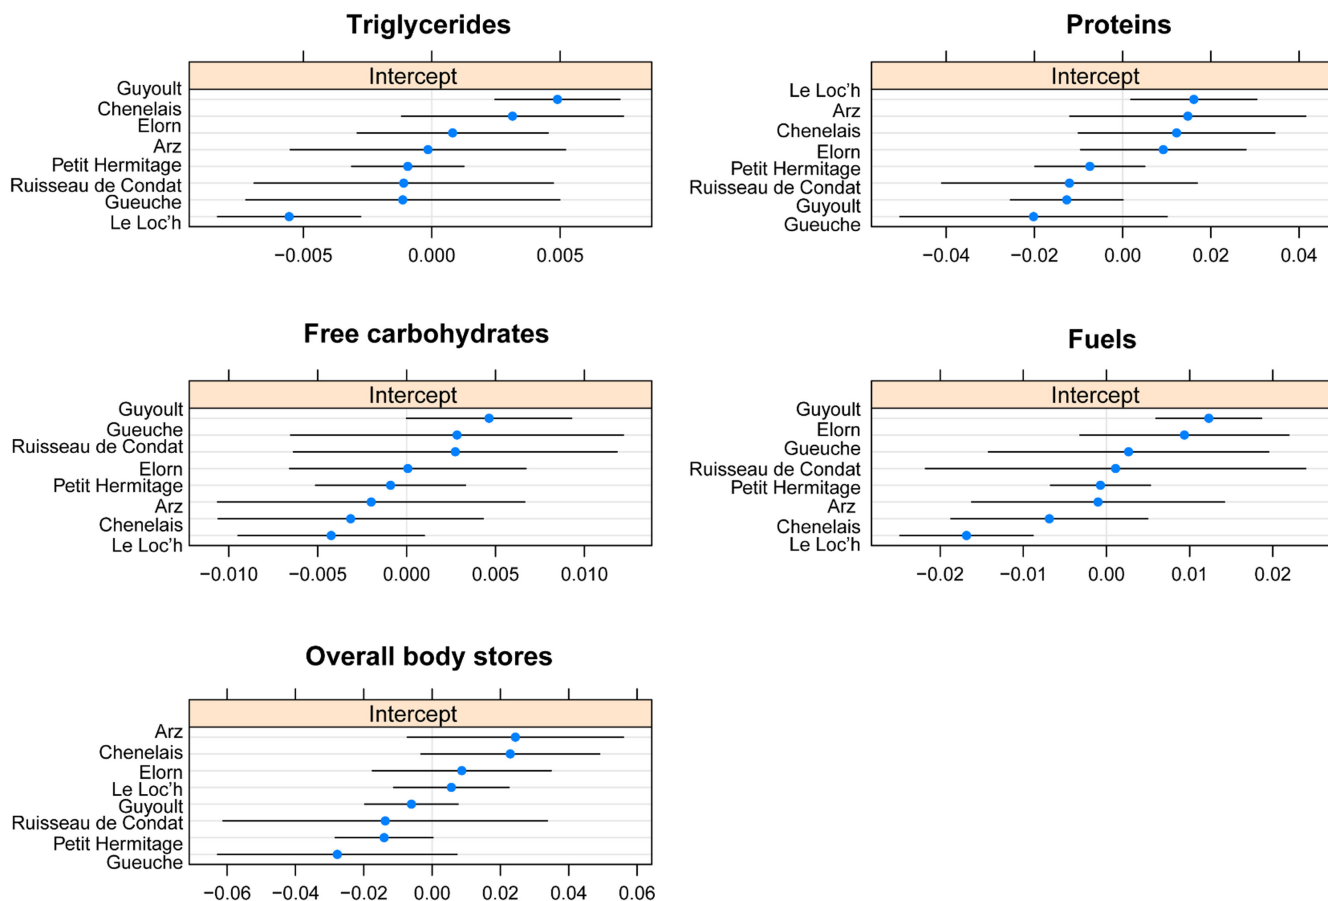 Triglycerides
Intercept
Guyoult
Chenelais
Elorn
Arz
Petit Hermitage
Ruisseau de Condat
Gueuche
Le Loc'h
−0.005 0.000 0.005
Proteins
Intercept
Le Loc'h
Arz
Chenelais
Elorn
Petit Hermitage
Ruisseau de Condat
Guyoult
Gueuche
−0.04 −0.02 0.00 0.02 0.04
Free carbohydrates
Intercept
Guyoult
Gueuche
Ruisseau de Condat
Elorn
Petit Hermitage
Arz
Chenelais
Le Loc'h
−0.010 −0.005 0.000 0.005 0.010
Fuels
Intercept
Guyoult
Elorn
Gueuche
Ruisseau de Condat
Petit Hermitage
Arz
Chenelais
Le Loc'h
−0.02 −0.01 0.00 0.01 0.02
Overall body stores
Intercept
Arz
Chenelais
Elorn
Le Loc'h
Guyoult
Ruisseau de Condat
Petit Hermitage
Gueuche
−0.06 −0.04 −0.02 0.00 0.02 0.04 0.06